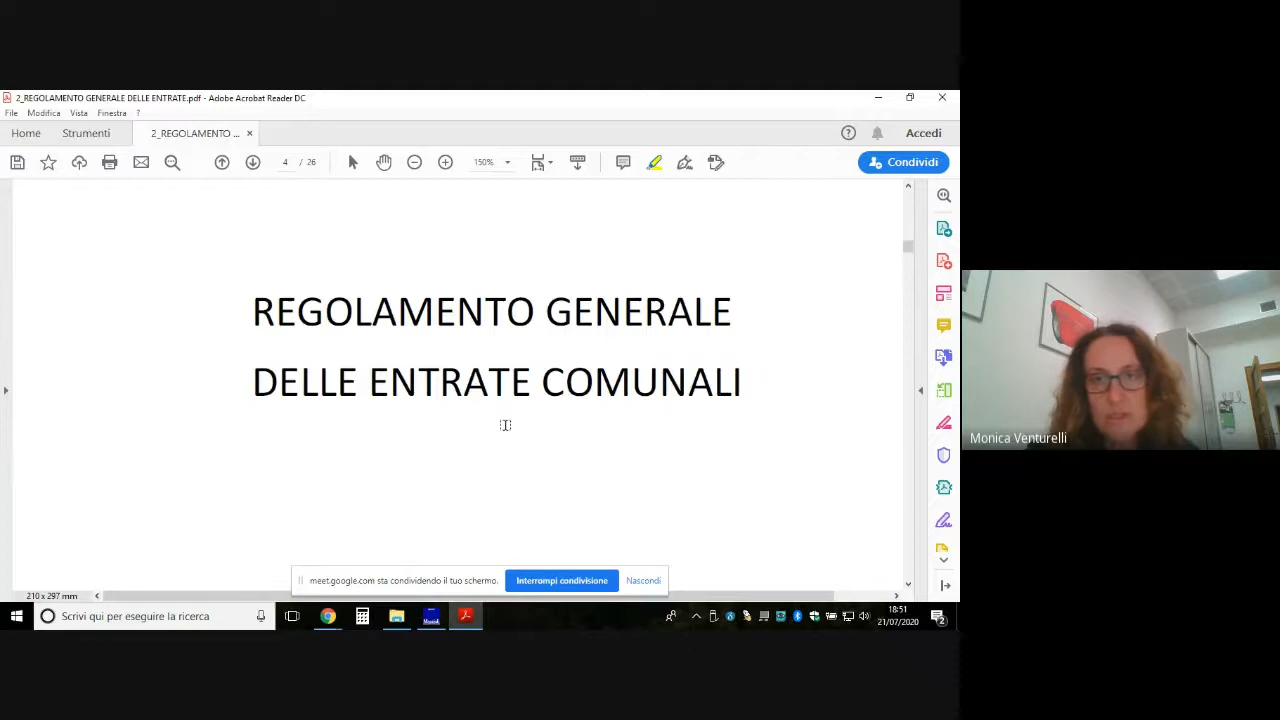 2_REGOLAMENTO GENERALE DELLE ENTRATE.pdf - Adobe Acrobat Reader DC
File Modifica Vista Finestra ?
Home Strumenti 2_REGOLAMENTO ... × Accedi
4 / 26 150% Condividi
REGOLAMENTO GENERALE
DELLE ENTRATE COMUNALI
Monica Venturelli
meet.google.com sta condividendo il tuo schermo. Interrompi condivisione Nascondi
210 x 297 mm
Scrivi qui per eseguire la ricerca
18:51
21/07/2020
2